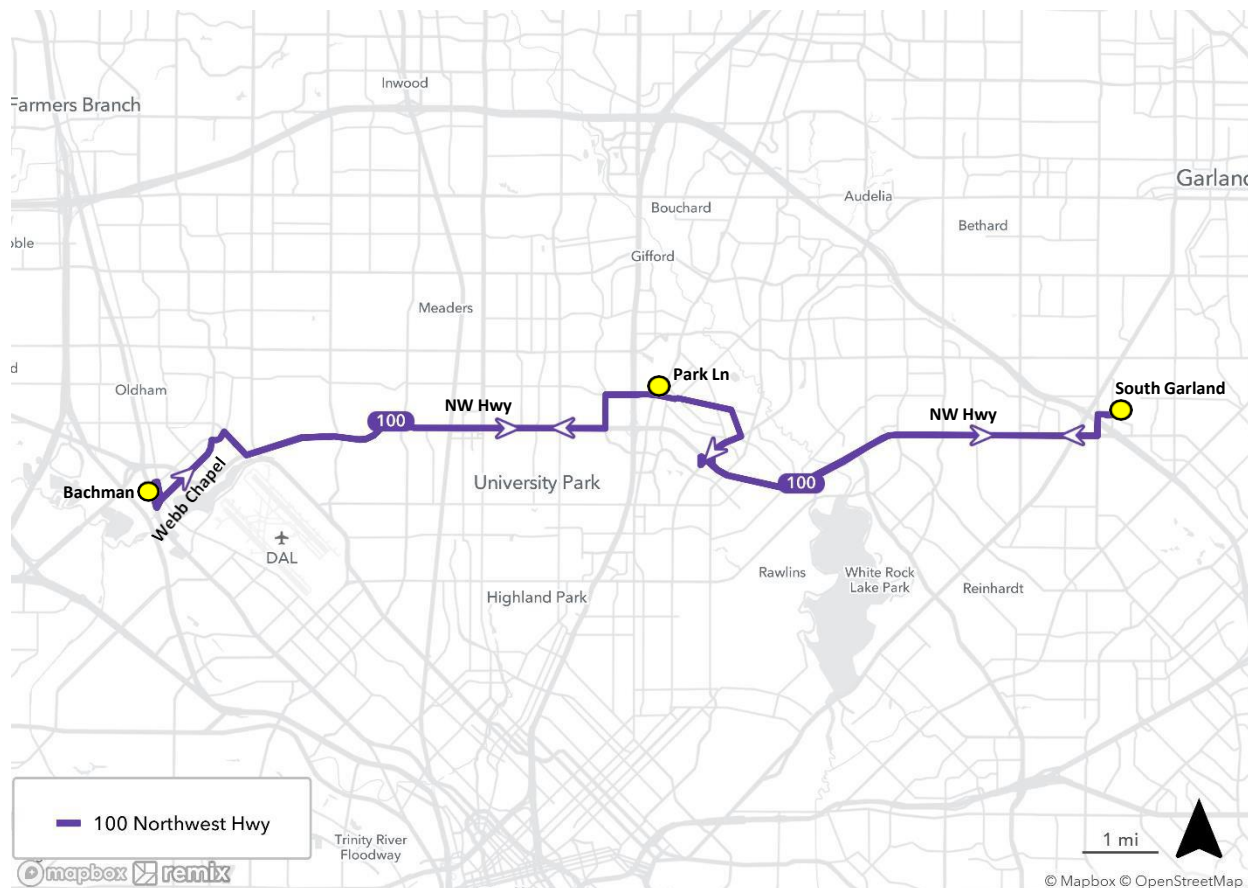 Inwood
Farmers Branch
Garland
Audelia
Bouchard
Bethard
oble
Gifford
Meaders
d
Park Ln
Oldham
South Garland
NW Hwy
NW Hwy
100
University Park
100
Bachman
Webb Chapel
DAL
Rawlins
White Rock
Lake Park
Reinhardt
Highland Park
100 Northwest Hwy
Trinity River
Floodway
1 mi
mapbox remix
© Mapbox © OpenStreetMap